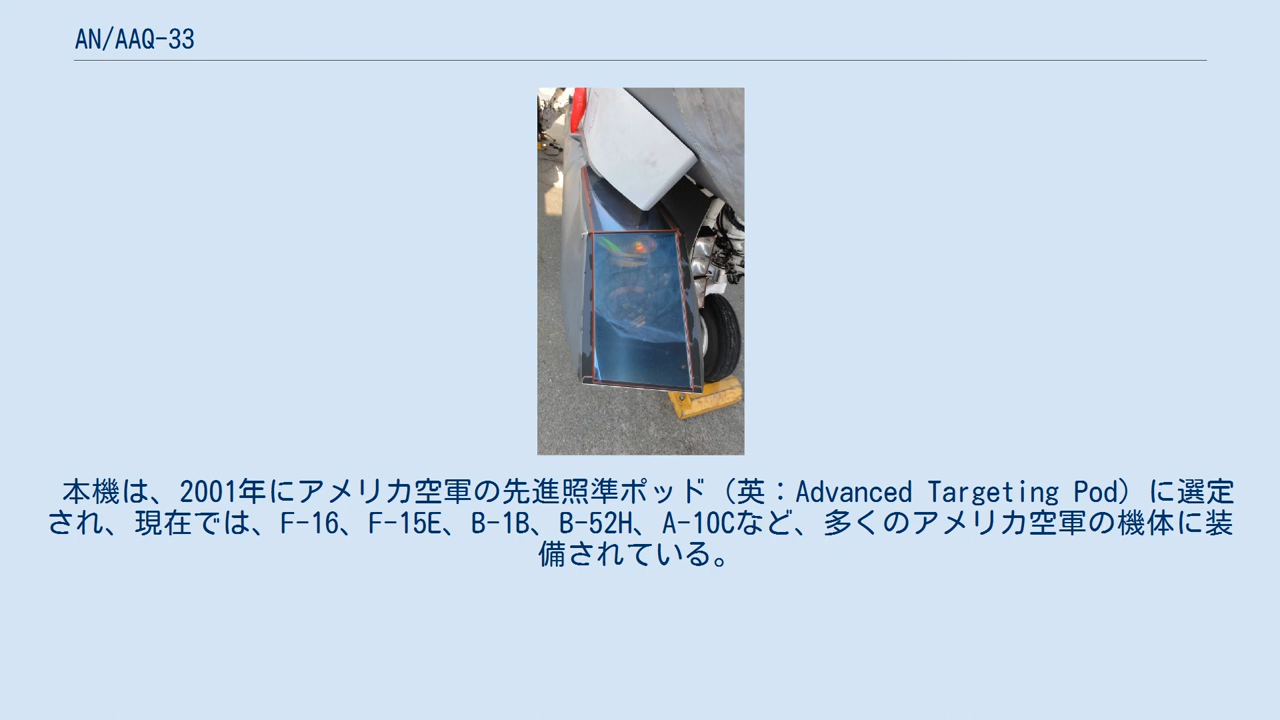 AN/AAQ-33
本機は、2001年にアメリカ空軍の先進照準ポッド（英：Advanced Targeting Pod）に選定
され、現在では、F-16、F-15E、B-1B、B-52H、A-10Cなど、多くのアメリカ空軍の機体に装
備されている。